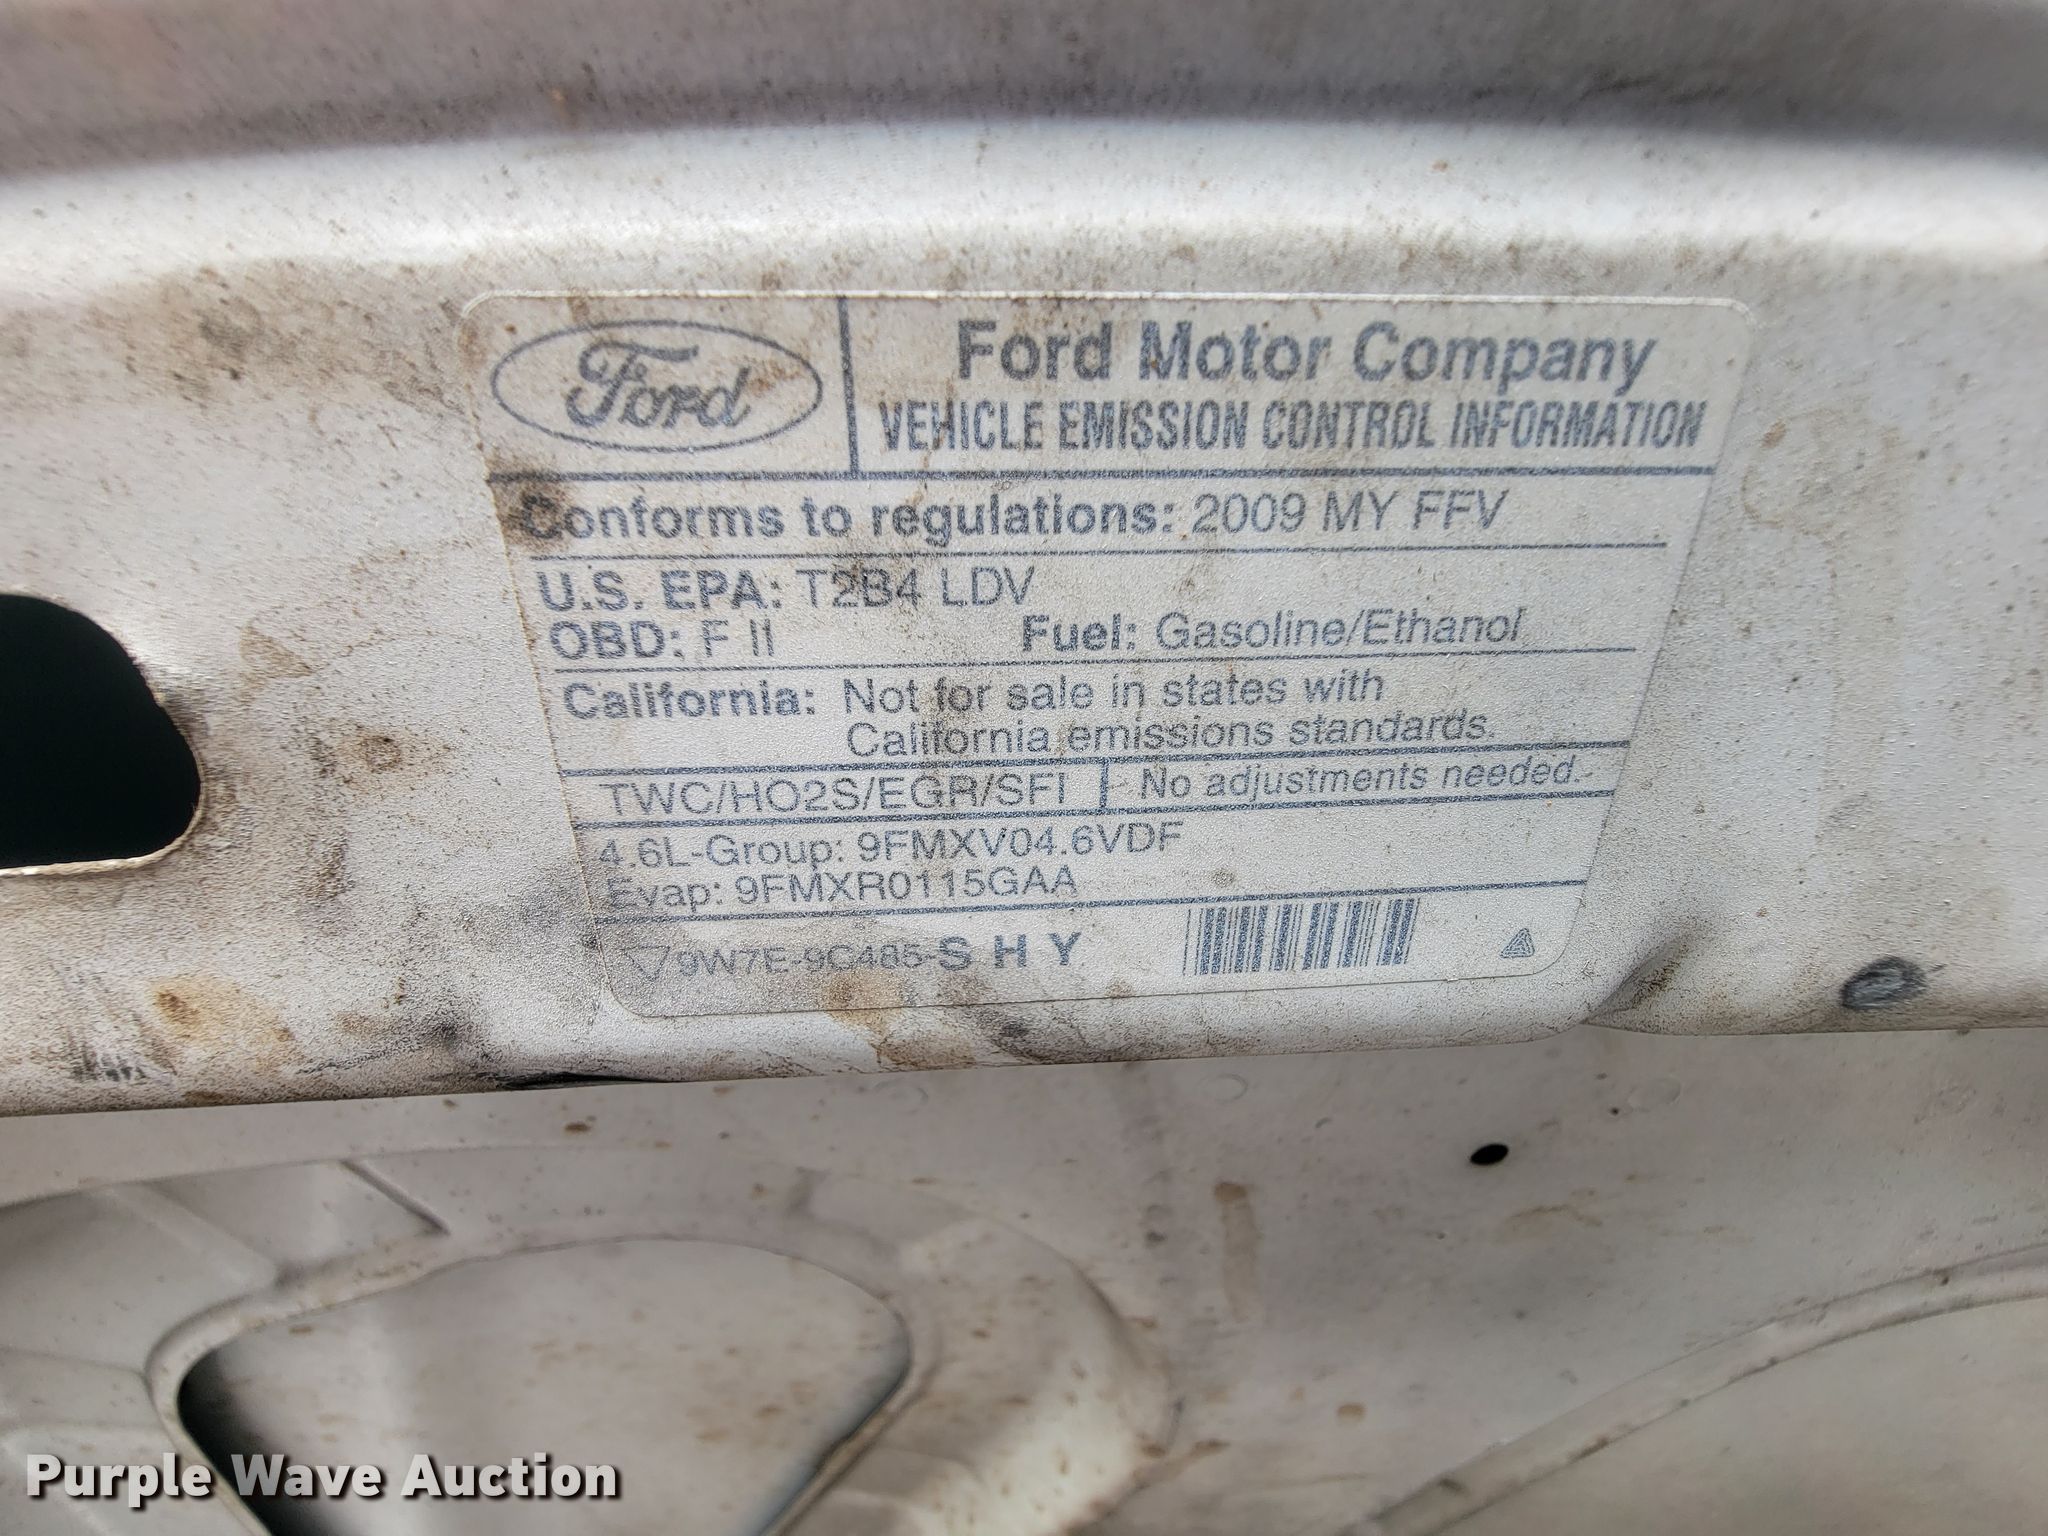 Ford
Ford Motor Company
VEHICLE EMISSION CONTROL INFORMATION
Conforms to regulations: 2009 MY FFV
U.S. EPA: T2B4 LDV
OBD: F II Fuel: Gasoline/Ethanol
California: Not for sale in states with
California emissions standards.
TWC/HO2S/EGR/SFI No adjustments needed.
4.6L-Group: 9FMXV04.6VDF
Evap: 9FMXR0115GAA
9W7E-9C485-S H Y
Purple Wave Auction